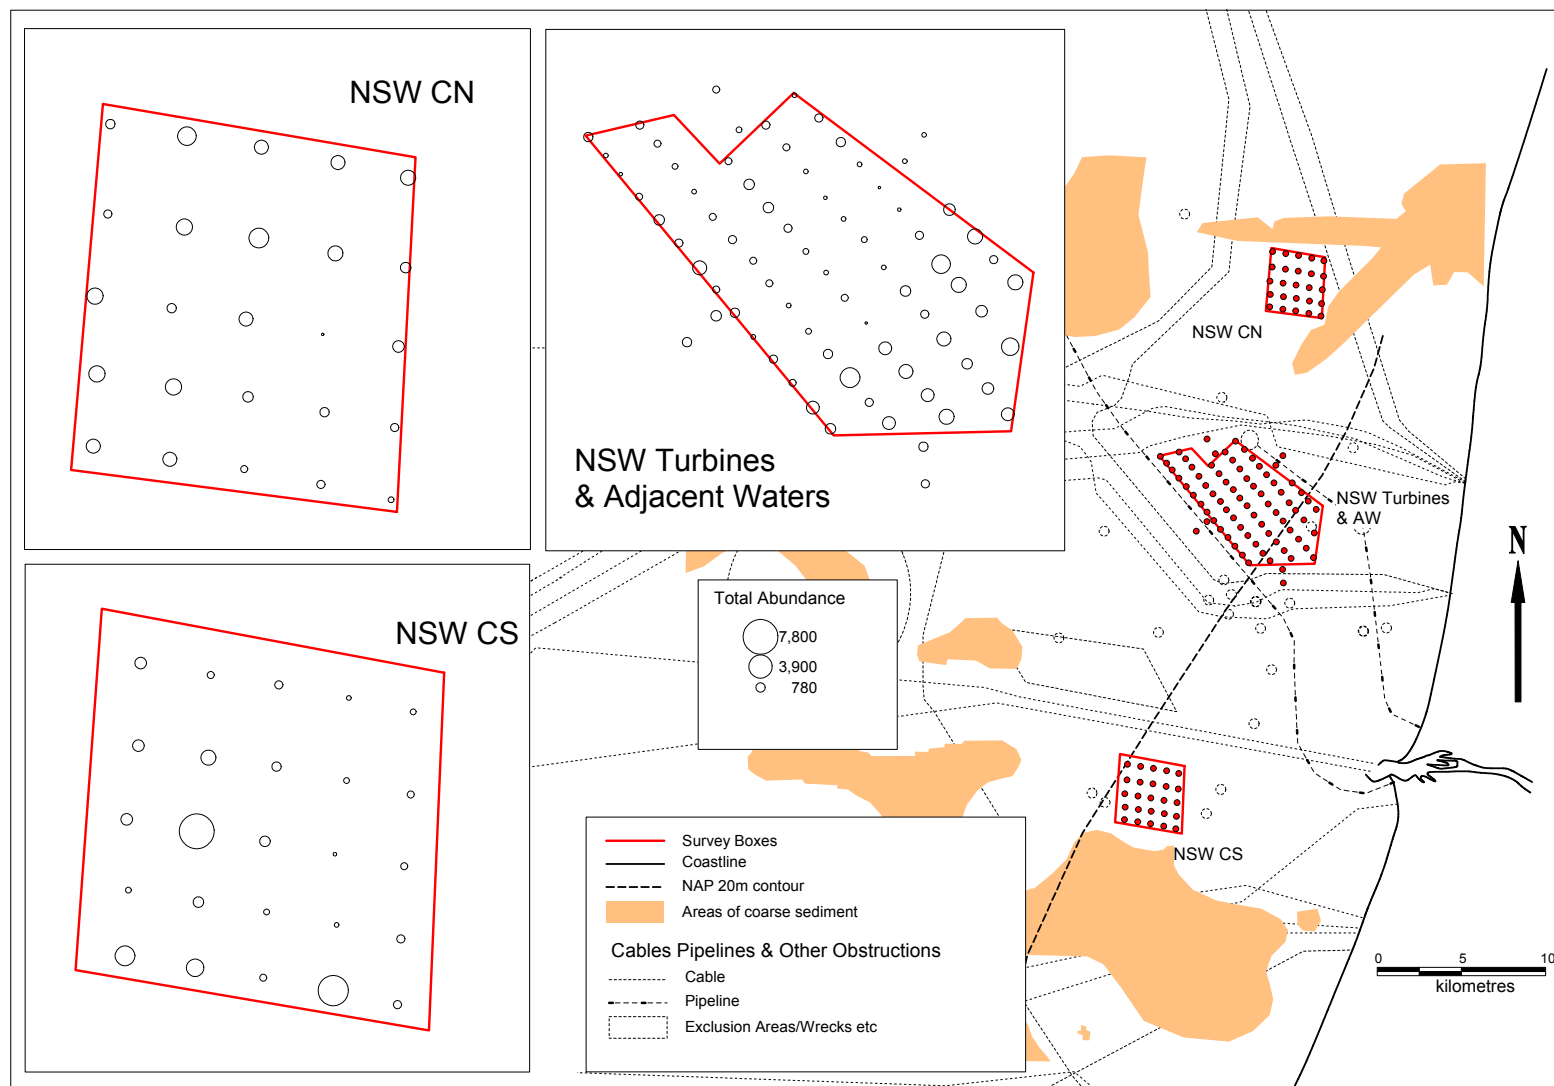 NSW CN
NSW Turbines
& Adjacent Waters
NSW CS
NSW CN
NSW Turbines
& AW
N
Total Abundance
7,800
3,900
780
NSW CS
Survey Boxes
Coastline
NAP 20m contour
Areas of coarse sediment
Cables Pipelines & Other Obstructions
Cable
Pipeline
Exclusion Areas/Wrecks etc
0 5 10
kilometres